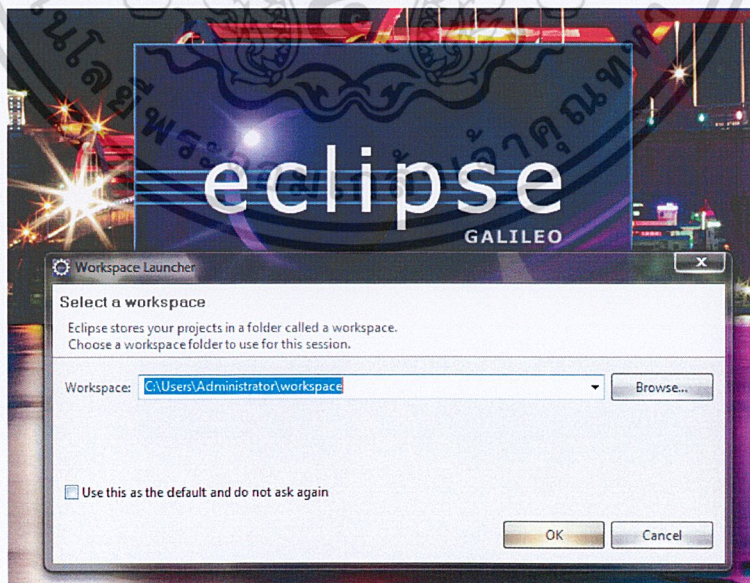 eclipse
GALILEO
Workspace Launcher
Select a workspace
Eclipse stores your projects in a folder called a workspace.
Choose a workspace folder to use for this session.
Workspace: C:\Users\Administrator\workspace Browse...
Use this as the default and do not ask again
OK Cancel